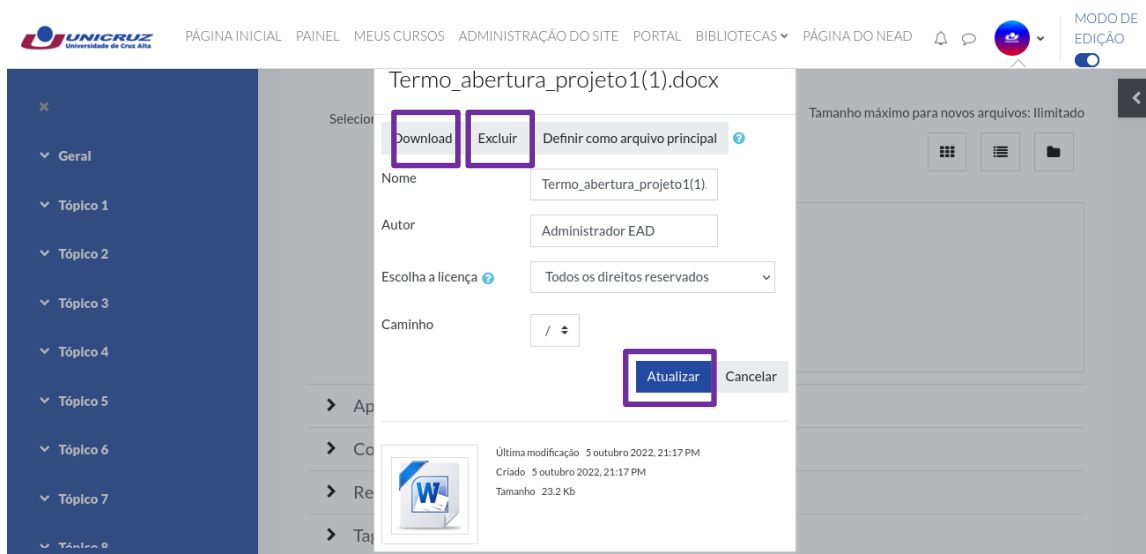 UNICRUZ
Universidade de Cruz Alta
PÁGINA INICIAL PAINEL MEUS CURSOS ADMINISTRAÇÃO DO SITE PORTAL BIBLIOTECAS PÁGINA DO NEAD
MODO DE
EDIÇÃO
Termo_abertura_projeto1(1).docx
Selecion
Tamanho máximo para novos arquivos: Ilimitado
Download Excluir Definir como arquivo principal
Geral
Nome Termo_abertura_projeto1(1).
Tópico 1
Autor Administrador EAD
Tópico 2
Escolha a licença Todos os direitos reservados
Tópico 3
Caminho /
Tópico 4
Atualizar Cancelar
Tópico 5
Ap
Tópico 6
Co
Última modificação 5 outubro 2022, 21:17 PM
Criado 5 outubro 2022, 21:17 PM
Tamanho 23.2 Kb
W
Tópico 7
Re
Tópico 8
Tag